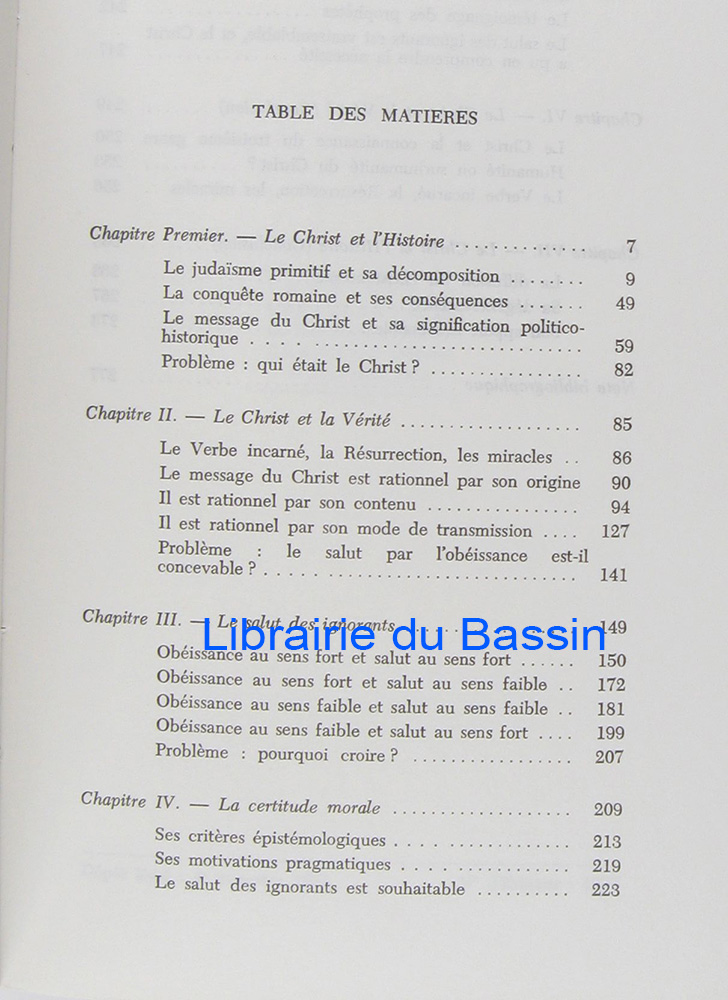 TABLE DES MATIERES
Chapitre Premier. — Le Christ et l'Histoire .............. 7
Le judaïsme primitif et sa décomposition ........ 9
La conquête romaine et ses conséquences ....... 49
Le message du Christ et sa signification politico-
historique .............................. 59
Problème : qui était le Christ ? ................ 82
Chapitre II. — Le Christ et la Vérité ................... 85
Le Verbe incarné, la Résurrection, les miracles .. 86
Le message du Christ est rationnel par son origine 90
Il est rationnel par son contenu ................ 94
Il est rationnel par son mode de transmission .... 127
Problème : le salut par l'obéissance est-il
concevable ? ............................. 141
Chapitre III. — Le salut des ignorants .................. 149
Librairie du Bassin
Obéissance au sens fort et salut au sens fort ...... 150
Obéissance au sens fort et salut au sens faible .. 172
Obéissance au sens faible et salut au sens faible .. 181
Obéissance au sens faible et salut au sens fort .... 199
Problème : pourquoi croire ? ................. 207
Chapitre IV. — La certitude morale ................... 209
Ses critères épistémologiques .................. 213
Ses motivations pragmatiques .................. 219
Le salut des ignorants est souhaitable .......... 223